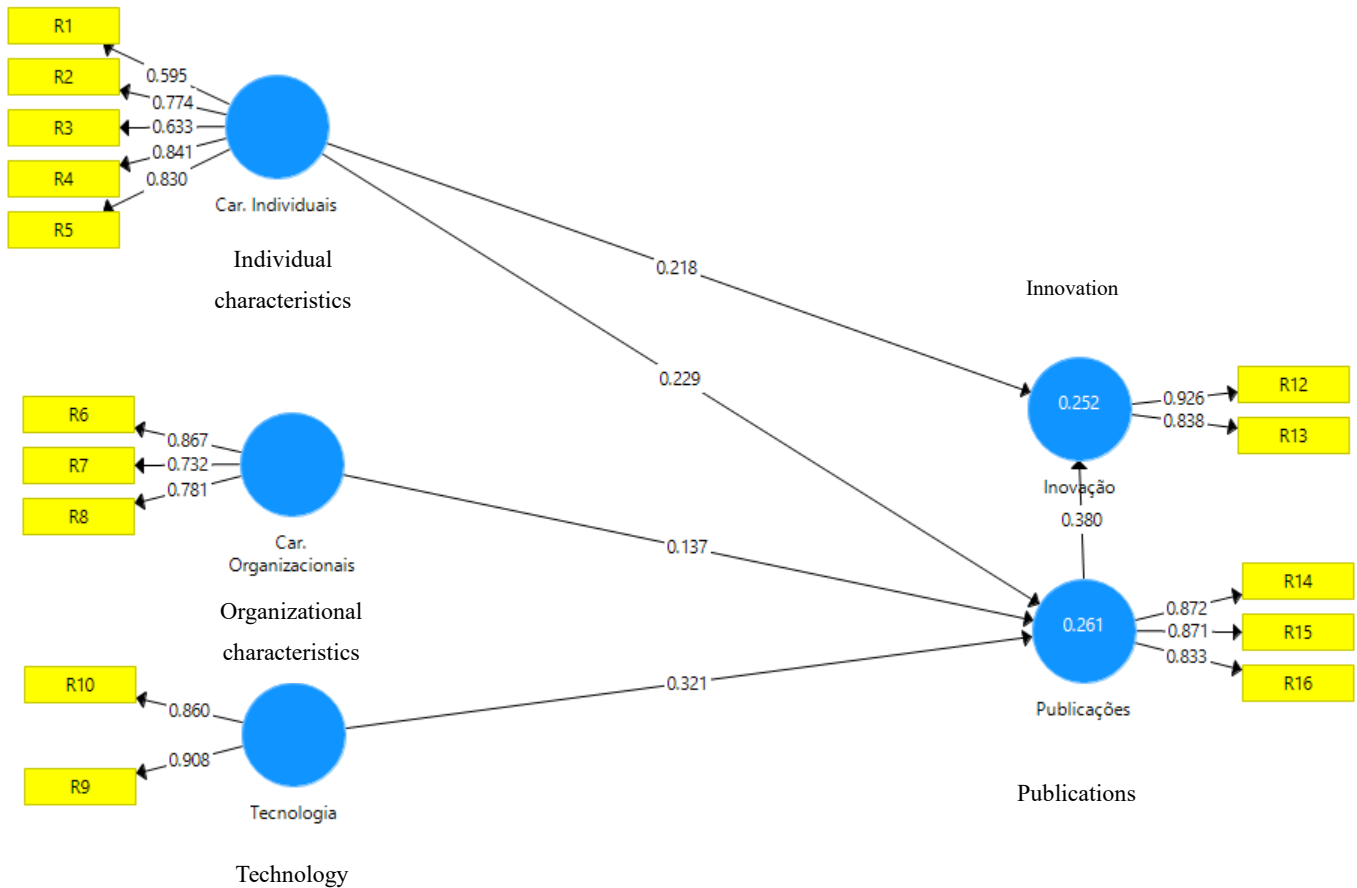 R1
R2
R3
R4
R5
0.595
0.774
0.633
0.841
0.830
Car. Individuais
Individual
characteristics
0.218
0.229
R6
R7
R8
0.867
0.732
0.781
Car.
Organizacionais
Organizational
characteristics
0.137
R10
R9
0.860
0.908
Tecnologia
Technology
0.321
Innovation
0.252
Inovação
0.926
0.838
R12
R13
0.380
0.261
Publicações
Publications
0.872
0.871
0.833
R14
R15
R16